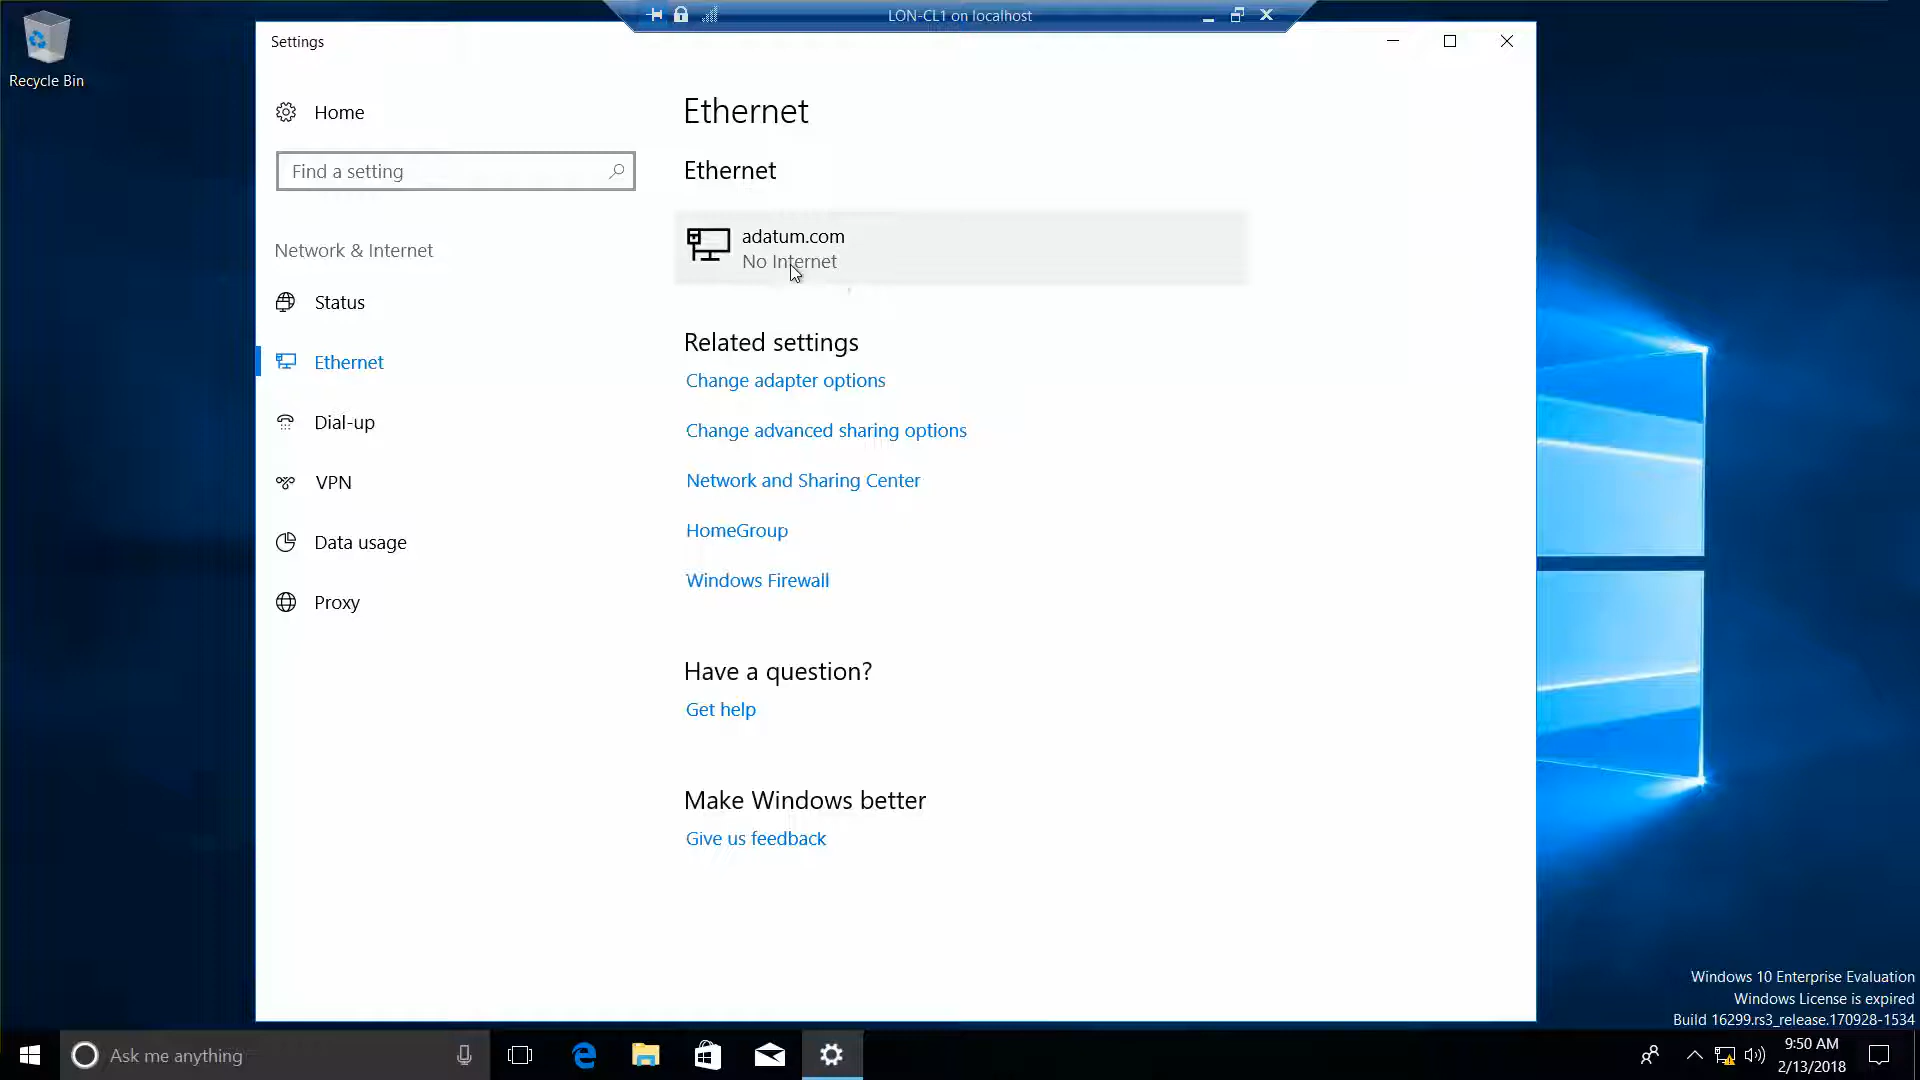 LON-CL1 on localhost
Recycle Bin
Settings
Home
Find a setting
Network & Internet
Status
Ethernet
Dial-up
VPN
Data usage
Proxy
Ethernet
Ethernet
adatum.com
No Internet
Related settings
Change adapter options
Change advanced sharing options
Network and Sharing Center
HomeGroup
Windows Firewall
Have a question?
Get help
Make Windows better
Give us feedback
Windows 10 Enterprise Evaluation
Windows License is expired
Build 16299.rs3_release.170928-1534
Ask me anything
9:50 AM
2/13/2018